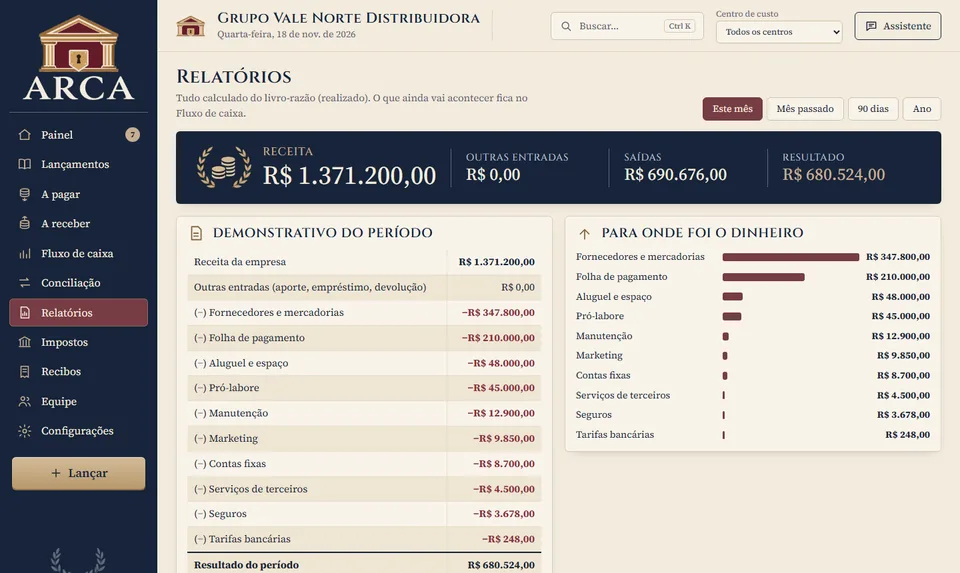 ARCA
Painel 7
Lançamentos
A pagar
A receber
Fluxo de caixa
Conciliação
Relatórios
Impostos
Recibos
Equipe
Configurações
+ Lançar
Grupo Vale Norte Distribuidora
Quarta-feira, 18 de nov. de 2026
Buscar... Ctrl K
Centro de custo
Todos os centros
Assistente
Relatórios
Tudo calculado do livro-razão (realizado). O que ainda vai acontecer fica no
Fluxo de caixa.
Este mês Mês passado 90 dias Ano
RECEITA
R$ 1.371.200,00
OUTRAS ENTRADAS
R$ 0,00
SAÍDAS
R$ 690.676,00
RESULTADO
R$ 680.524,00
DEMONSTRATIVO DO PERÍODO
Receita da empresa R$ 1.371.200,00
Outras entradas (aporte, empréstimo, devolução) R$ 0,00
(−) Fornecedores e mercadorias −R$ 347.800,00
(−) Folha de pagamento −R$ 210.000,00
(−) Aluguel e espaço −R$ 48.000,00
(−) Pró-labore −R$ 45.000,00
(−) Manutenção −R$ 12.900,00
(−) Marketing −R$ 9.850,00
(−) Contas fixas −R$ 8.700,00
(−) Serviços de terceiros −R$ 4.500,00
(−) Seguros −R$ 3.678,00
(−) Tarifas bancárias −R$ 248,00
Resultado do período R$ 680.524,00
PARA ONDE FOI O DINHEIRO
Fornecedores e mercadorias R$ 347.800,00
Folha de pagamento R$ 210.000,00
Aluguel e espaço R$ 48.000,00
Pró-labore R$ 45.000,00
Manutenção R$ 12.900,00
Marketing R$ 9.850,00
Contas fixas R$ 8.700,00
Serviços de terceiros R$ 4.500,00
Seguros R$ 3.678,00
Tarifas bancárias R$ 248,00